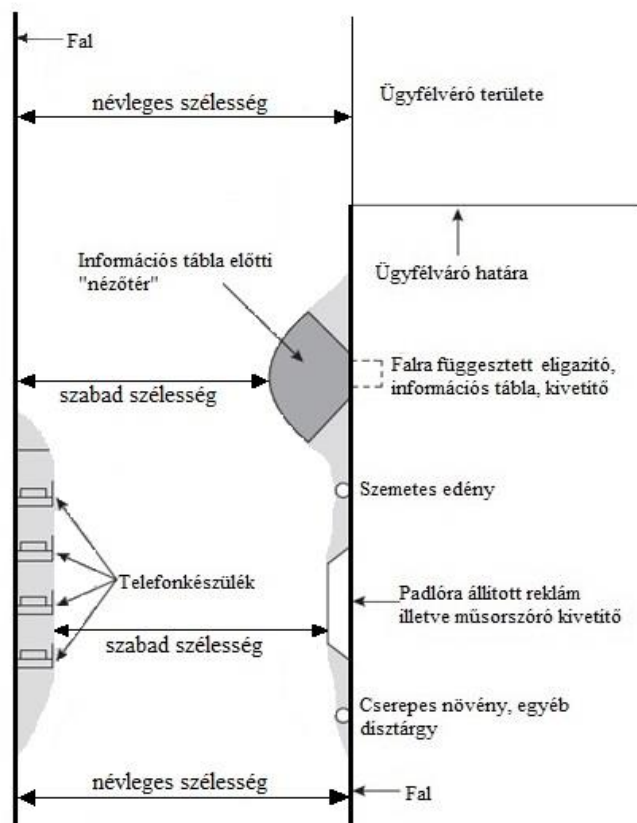 Fal
névleges szélesség
Ügyfélvéró területe
Információs tábla előtti
"nézőtér"
Ügyfélváró határa
Falra függesztett eligazító,
információs tábla, kivetítő
szabad szélesség
Szemetes edény
Telefonkészülék
Padlóra állított reklám
illetve műsorszóró kivetítő
szabad szélesség
Cserepes növény, egyéb
dísztárgy
névleges szélesség
Fal